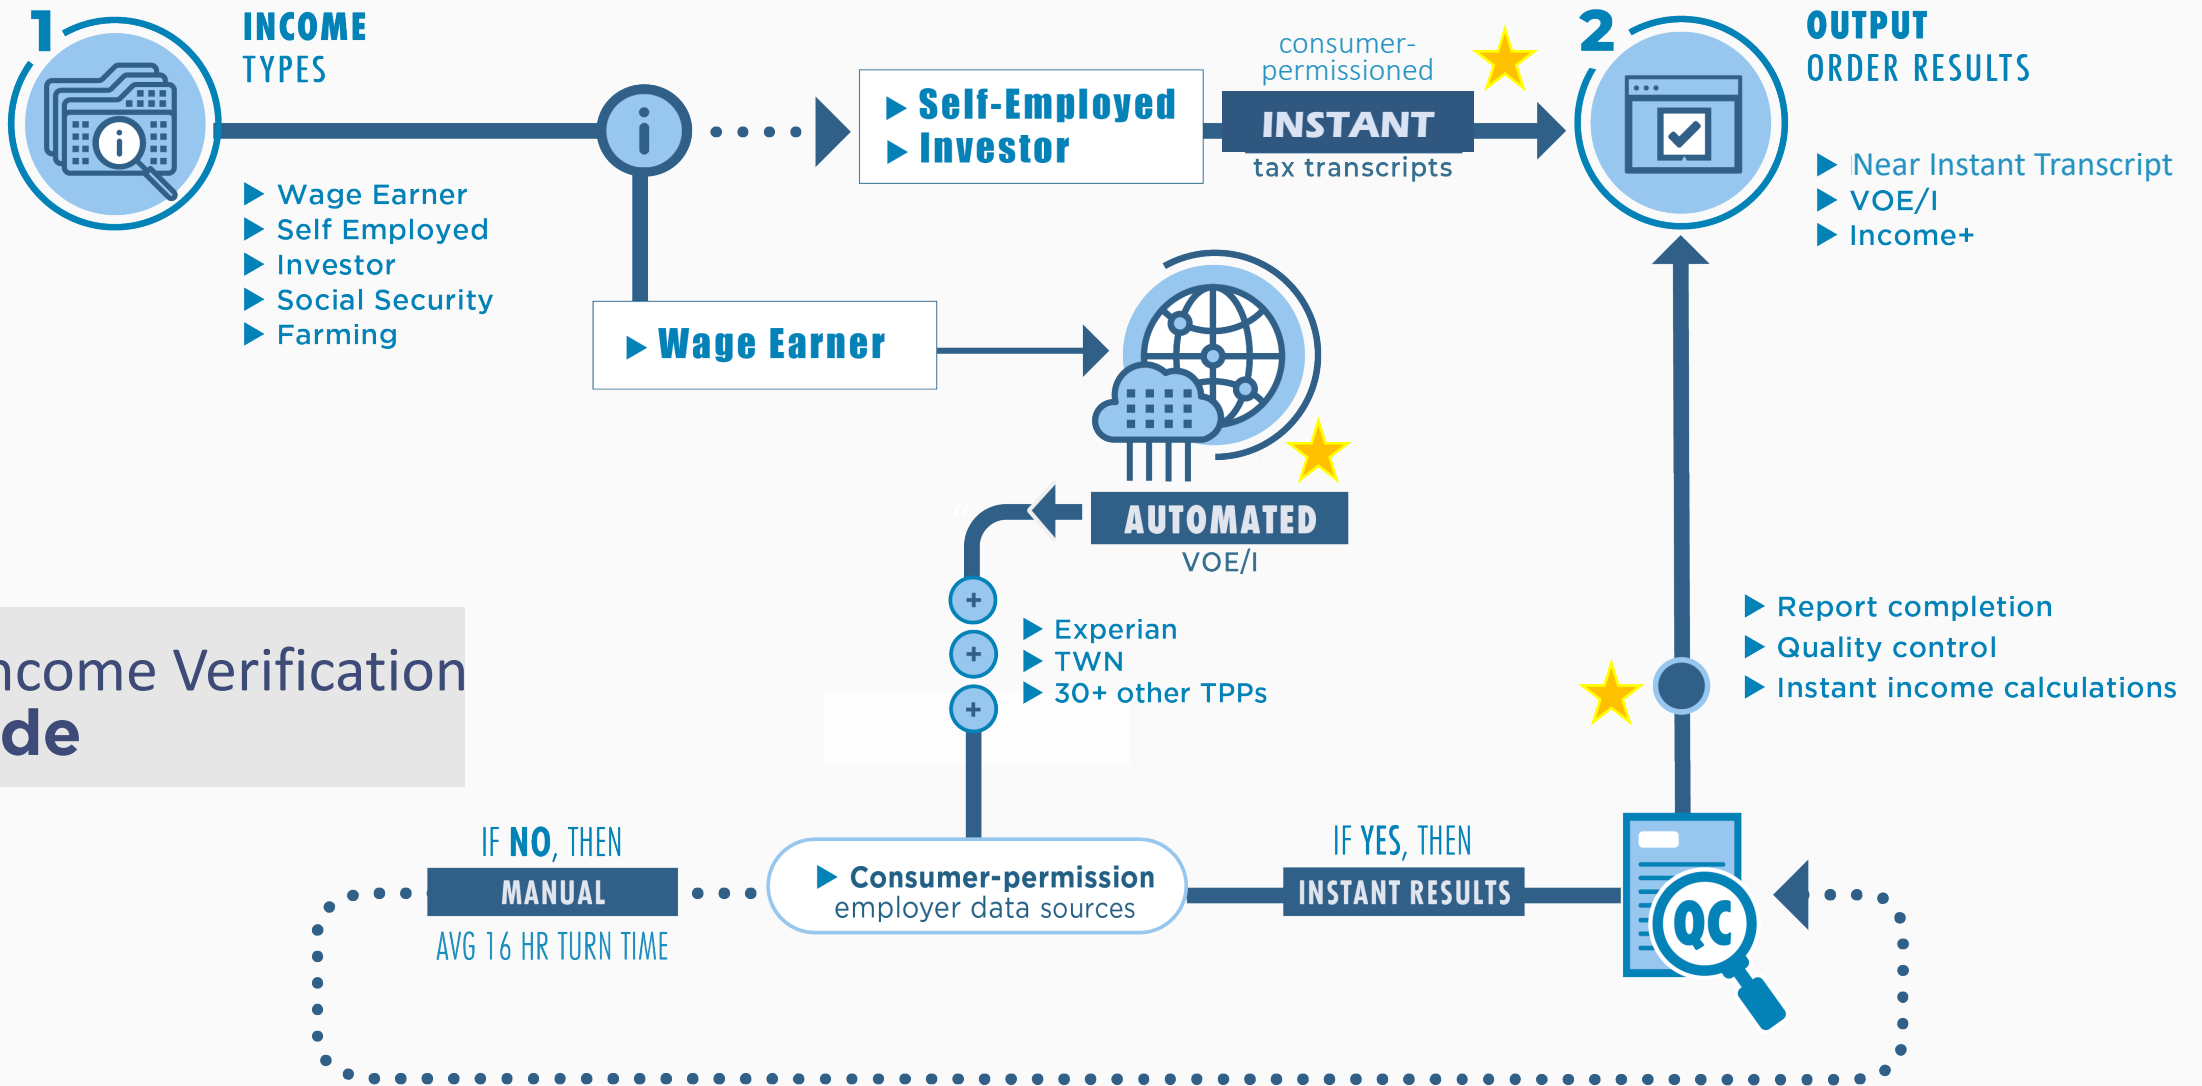 1
INCOME
TYPES
Wage Earner
Self Employed
Investor
Social Security
Farming
i
i
Self-Employed
Investor
consumer-
permissioned
INSTANT
tax transcripts
2
OUTPUT
ORDER RESULTS
Near Instant Transcript
VOE/I
Income+
Wage Earner
AUTOMATED
VOE/I
+
+
+
Experian
TWN
30+ other TPPs
ncome Verification
de
Report completion
Quality control
Instant income calculations
IF NO, THEN
MANUAL
AVG 16 HR TURN TIME
Consumer-permission
employer data sources
IF YES, THEN
INSTANT RESULTS
QC